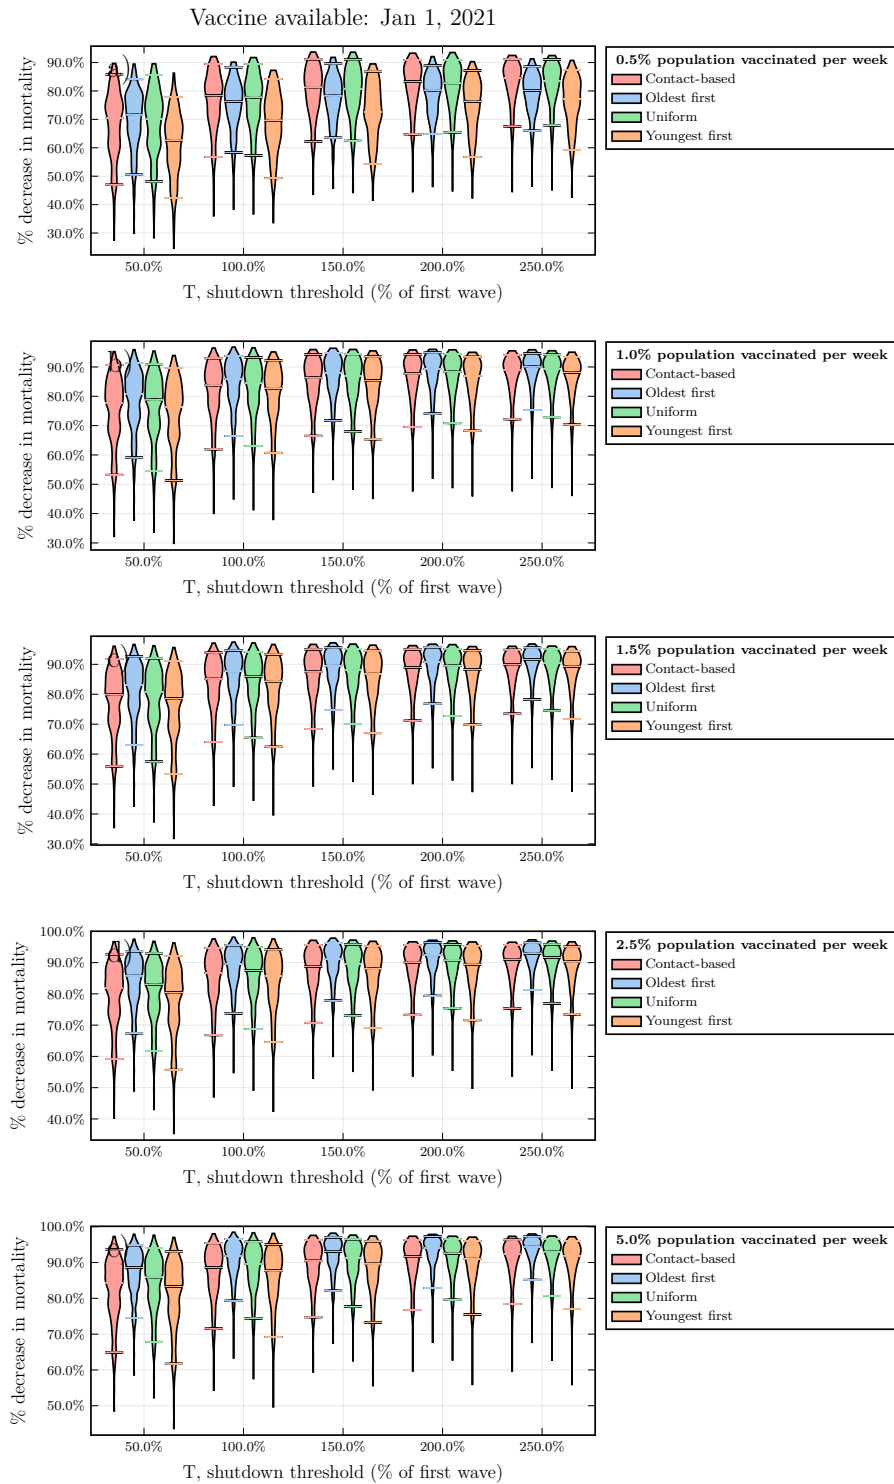 Vaccine available: Jan 1, 2021
a)
90.0%
80.0%
70.0%
60.0%
50.0%
40.0%
30.0%
% decrease in mortality
50.0% 100.0% 150.0% 200.0% 250.0%
T, shutdown threshold (% of first wave)
0.5% population vaccinated per week
Contact-based
Oldest first
Uniform
Youngest first
b)
90.0%
80.0%
70.0%
60.0%
50.0%
40.0%
30.0%
% decrease in mortality
50.0% 100.0% 150.0% 200.0% 250.0%
T, shutdown threshold (% of first wave)
1.0% population vaccinated per week
Contact-based
Oldest first
Uniform
Youngest first
90.0%
80.0%
70.0%
60.0%
50.0%
40.0%
30.0%
% decrease in mortality
50.0% 100.0% 150.0% 200.0% 250.0%
T, shutdown threshold (% of first wave)
1.5% population vaccinated per week
Contact-based
Oldest first
Uniform
Youngest first
100.0%
90.0%
80.0%
70.0%
60.0%
50.0%
40.0%
% decrease in mortality
50.0% 100.0% 150.0% 200.0% 250.0%
T, shutdown threshold (% of first wave)
2.5% population vaccinated per week
Contact-based
Oldest first
Uniform
Youngest first
100.0%
90.0%
80.0%
70.0%
60.0%
50.0%
% decrease in mortality
50.0% 100.0% 150.0% 200.0% 250.0%
T, shutdown threshold (% of first wave)
5.0% population vaccinated per week
Contact-based
Oldest first
Uniform
Youngest first